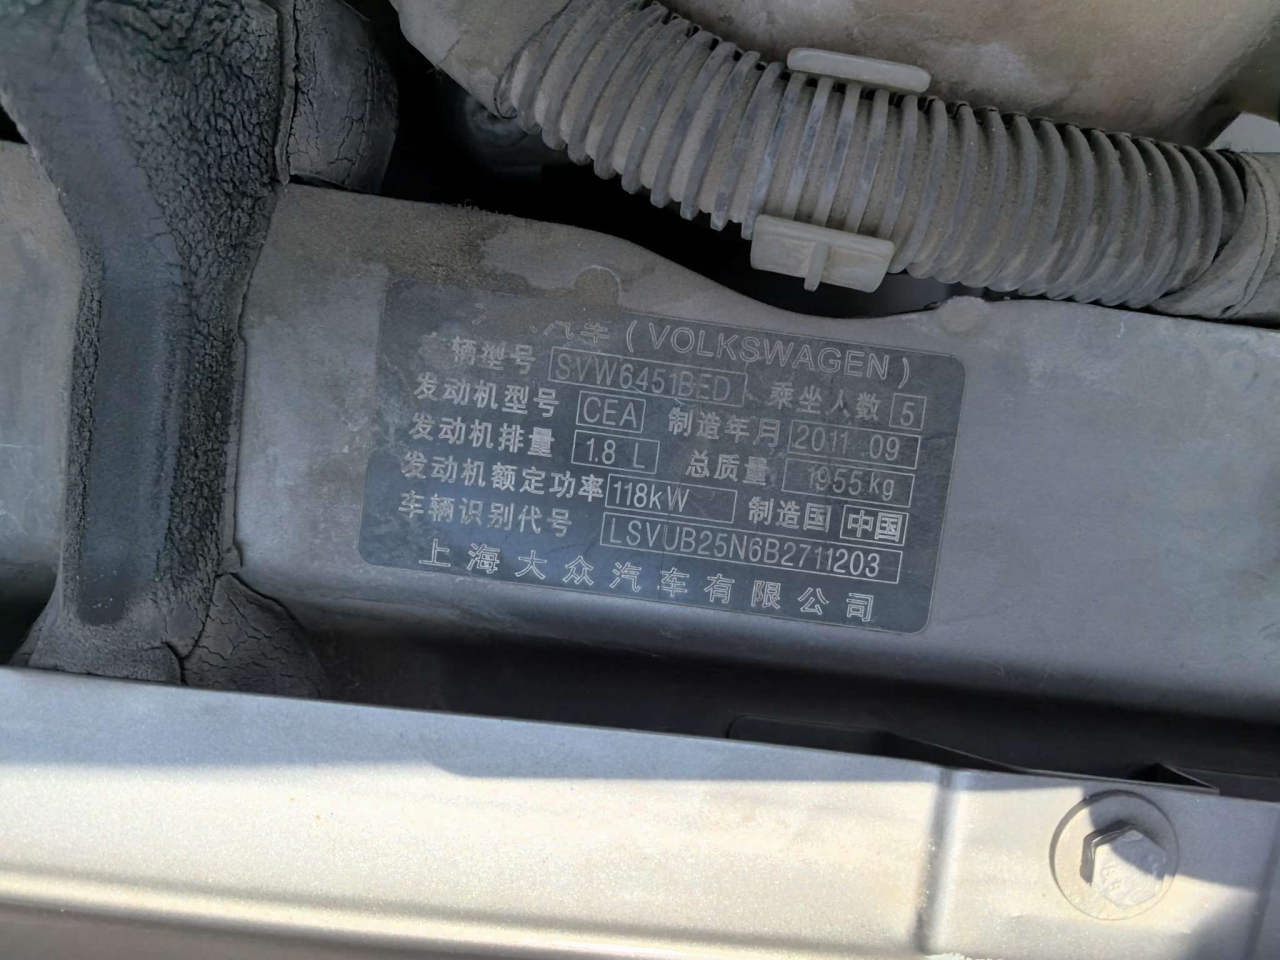 汽车(VOLKSWAGEN)
车辆型号 SVW6451BED 乘坐人数 5
发动机型号 CEA 制造年月 2011.09
发动机排量 1.8 L 总质量 1955kg
发动机额定功率 118kW 制造国 中国
车辆识别代号 LSVUB25N6B2711203
上海大众汽车有限公司